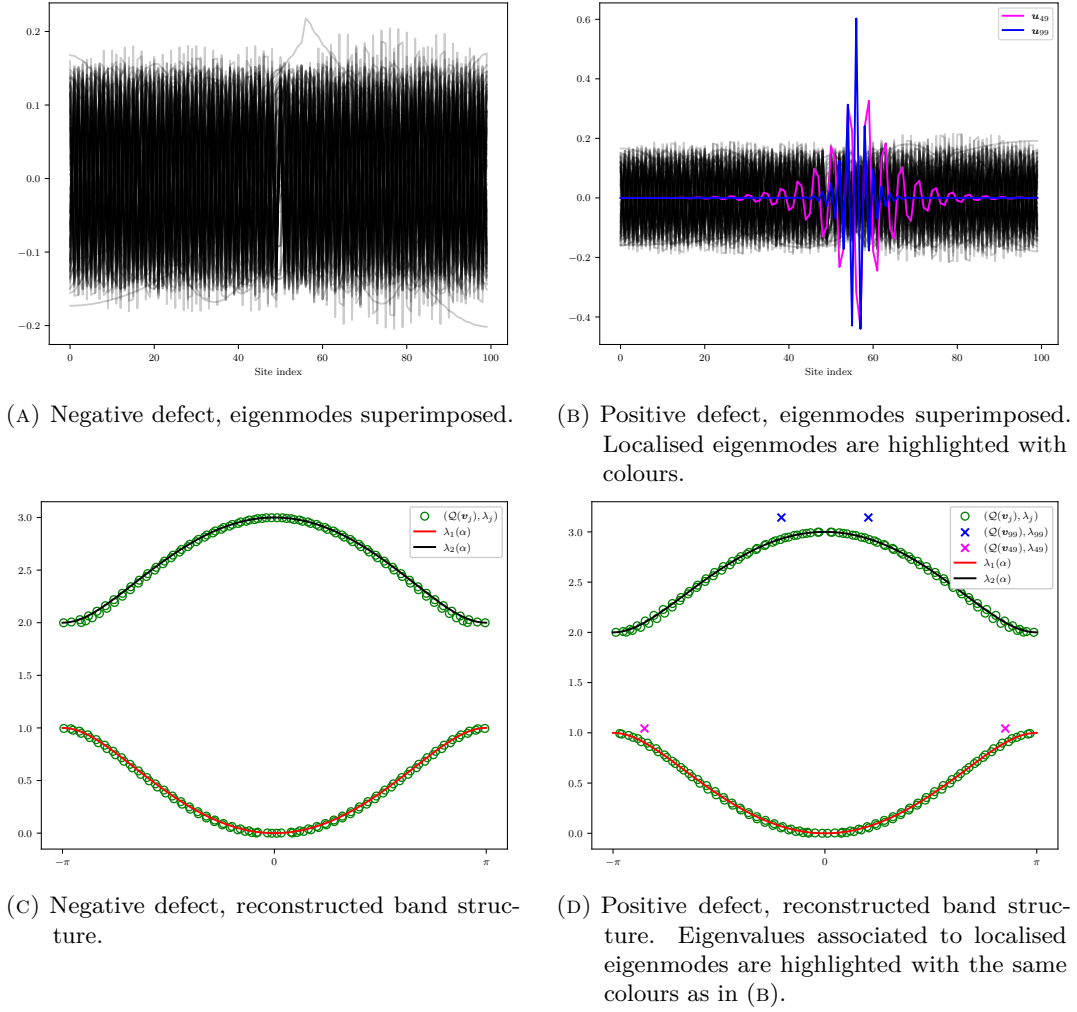 0.2
0.1
0.0
−0.1
−0.2
0
20
40
60
80
100
Site index
0.6
0.4
0.2
0.0
−0.2
−0.4
0
20
40
60
80
100
Site index
u₄₉
u₉₉
(A) Negative defect, eigenmodes superimposed.
(B) Positive defect, eigenmodes superimposed.
Localised eigenmodes are highlighted with
colours.
3.0
2.5
2.0
1.5
1.0
0.5
0.0
−π
0
π
(Q(vⱼ), λⱼ)
λ₁(α)
λ₂(α)
3.0
2.5
2.0
1.5
1.0
0.5
0.0
−π
0
π
(Q(vⱼ), λⱼ)
(Q(v₉₉), λ₉₉)
(Q(v₄₉), λ₄₉)
λ₁(α)
λ₂(α)
(C) Negative defect, reconstructed band struc-
ture.
(D) Positive defect, reconstructed band struc-
ture. Eigenvalues associated to localised
eigenmodes are highlighted with the same
colours as in (B).